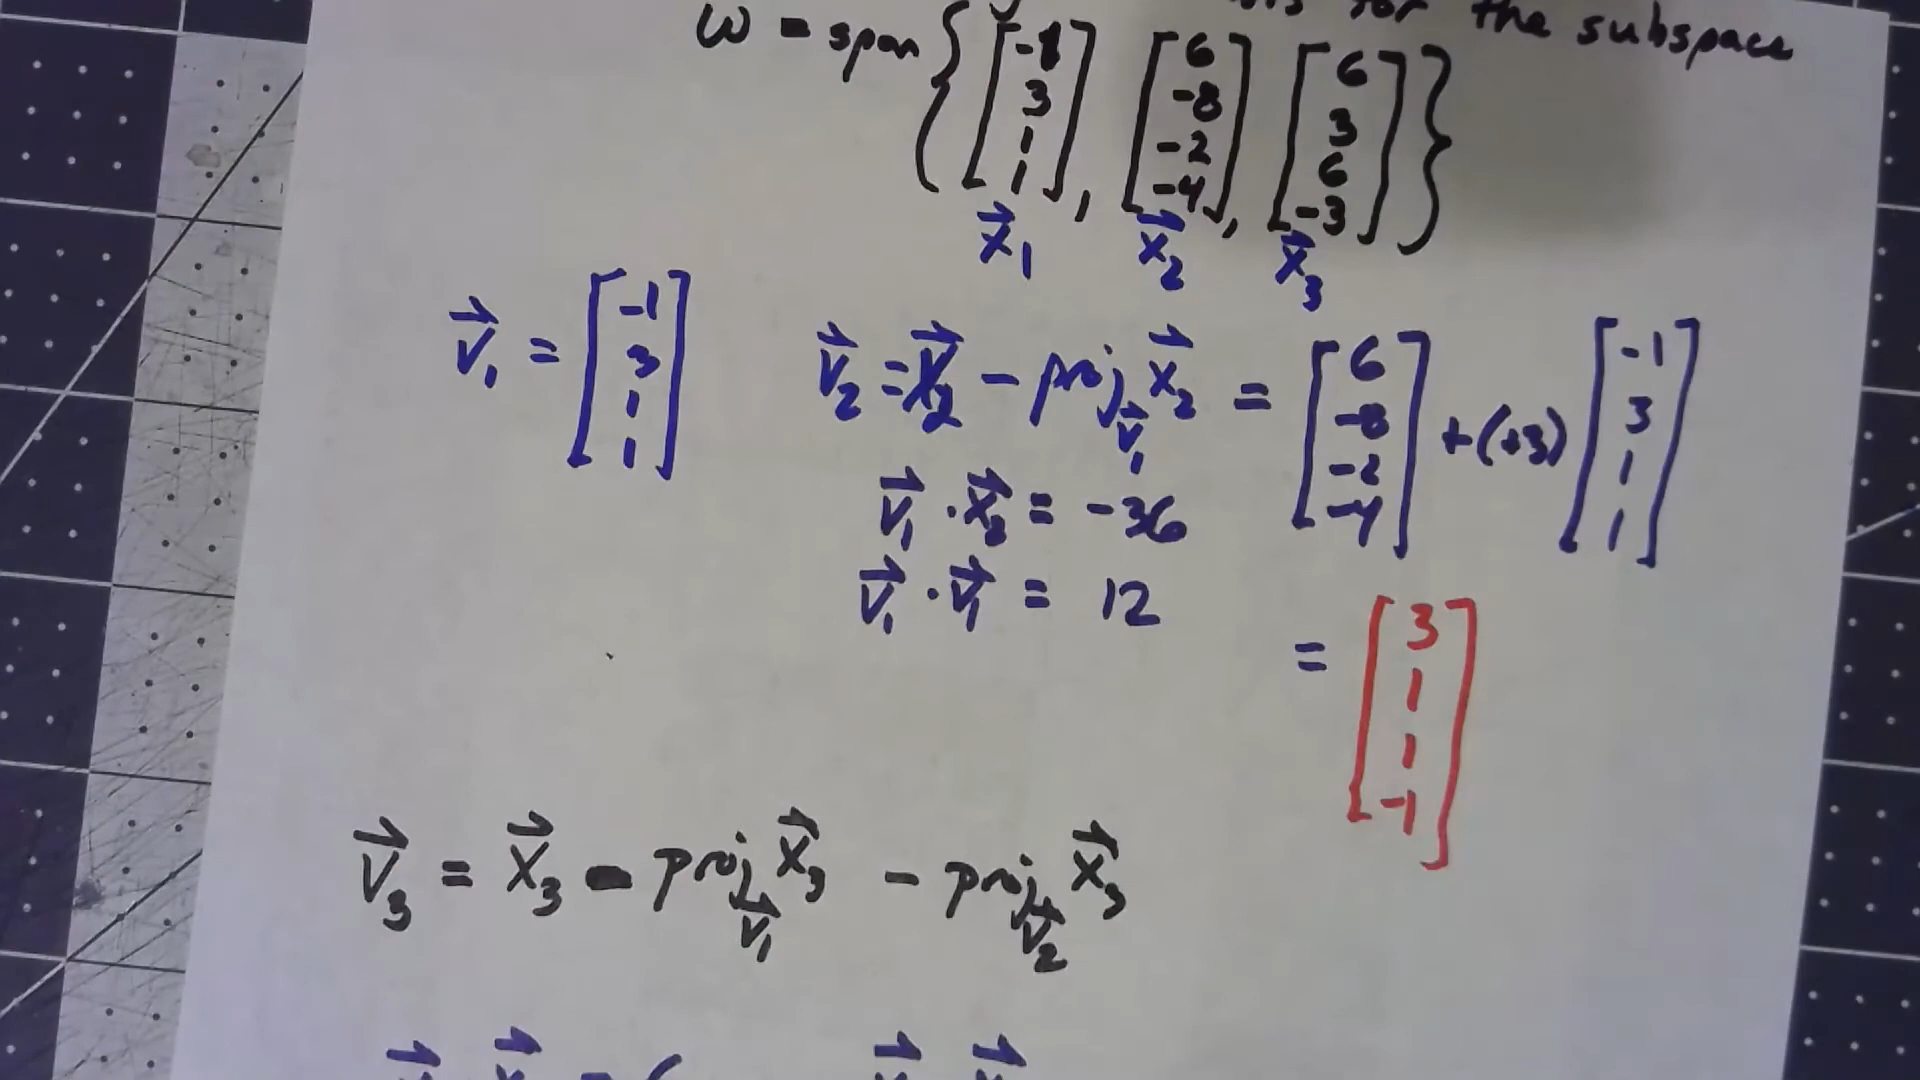 for the subspace
W = span { [-1 3 1 1], [6 -8 -2 -4], [6 3 6 -3] }
x⃗1 x⃗2 x⃗3
v⃗1 = [-1 3 1 1] v⃗2 = x⃗2 - proj_v⃗1 x⃗2 = [6 -8 -2 -4] + (+3) [-1 3 1 1]
v⃗1 · x⃗2 = -36
v⃗1 · v⃗1 = 12
= [3 1 1 -1]
v⃗3 = x⃗3 - proj_v⃗1 x⃗3 - proj_v⃗2 x⃗3